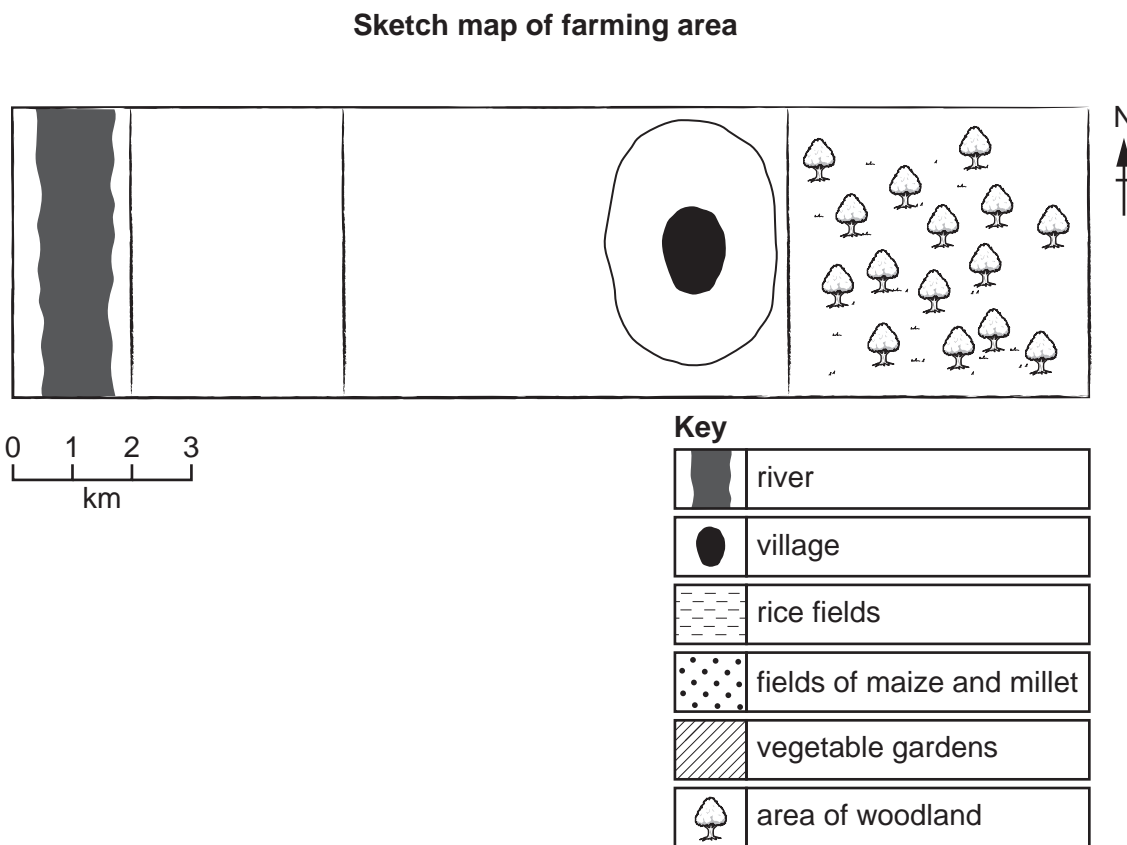 Sketch map of farming area
N
0 1 2 3
km
Key
river
village
rice fields
fields of maize and millet
vegetable gardens
area of woodland